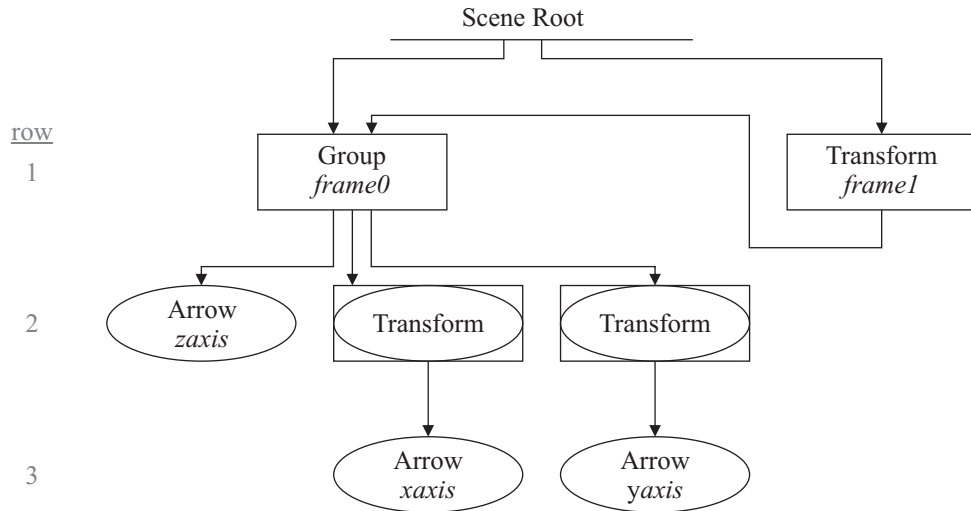 Scene Root
row
1
Group
frame0
Transform
frame1
2
Arrow
zaxis
Transform
Transform
3
Arrow
xaxis
Arrow
yaxis